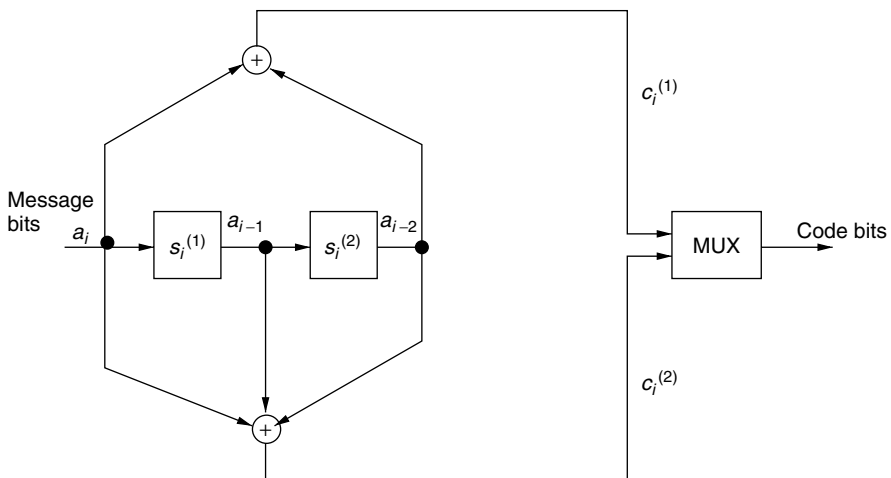 +
c_i^(1)
Message
bits
a_i
s_i^(1)
a_{i–1}
s_i^(2)
a_{i–2}
MUX
Code bits
c_i^(2)
+